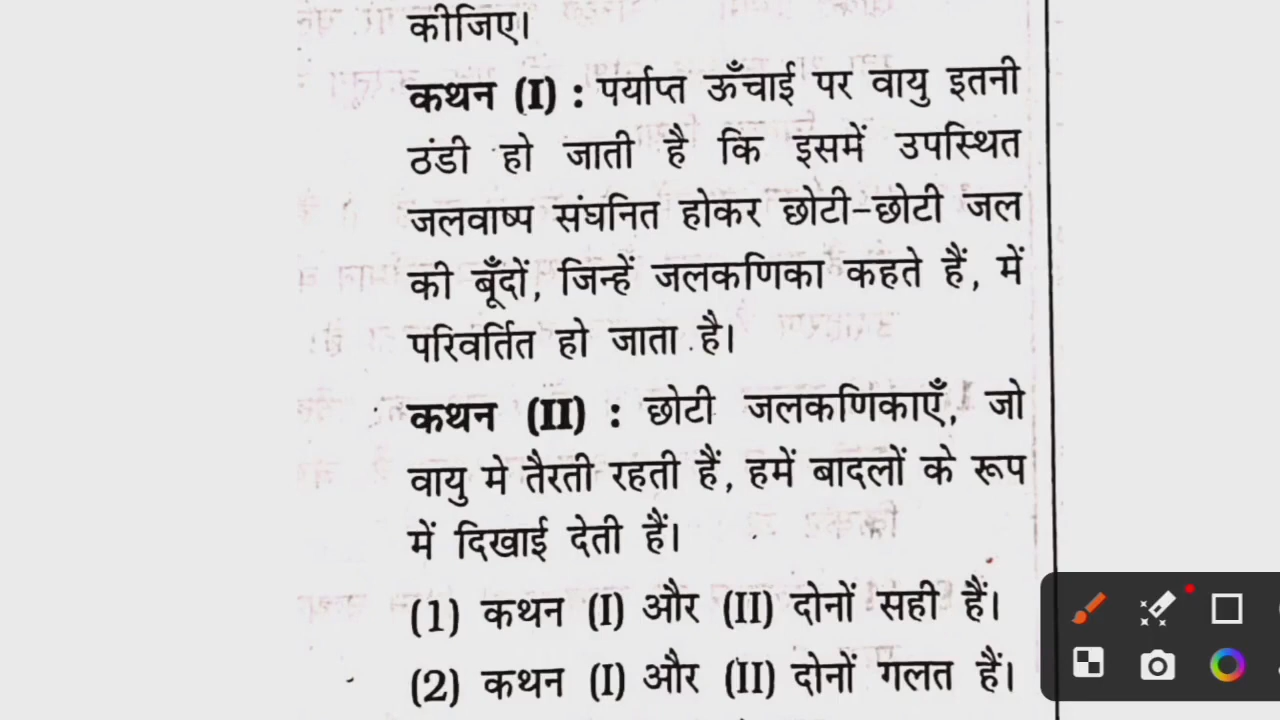 कीजिए।
कथन (I) : पर्याप्त ऊँचाई पर वायु इतनी
ठंडी हो जाती है कि इसमें उपस्थित
जलवाष्प संघनित होकर छोटी-छोटी जल
की बूँदों, जिन्हें जलकणिका कहते हैं, में
परिवर्तित हो जाता है।
कथन (II) : छोटी जलकणिकाएँ, जो
वायु मे तैरती रहती हैं, हमें बादलों के रूप
में दिखाई देती हैं।
(1) कथन (I) और (II) दोनों सही हैं।
(2) कथन (I) और (II) दोनों गलत हैं।